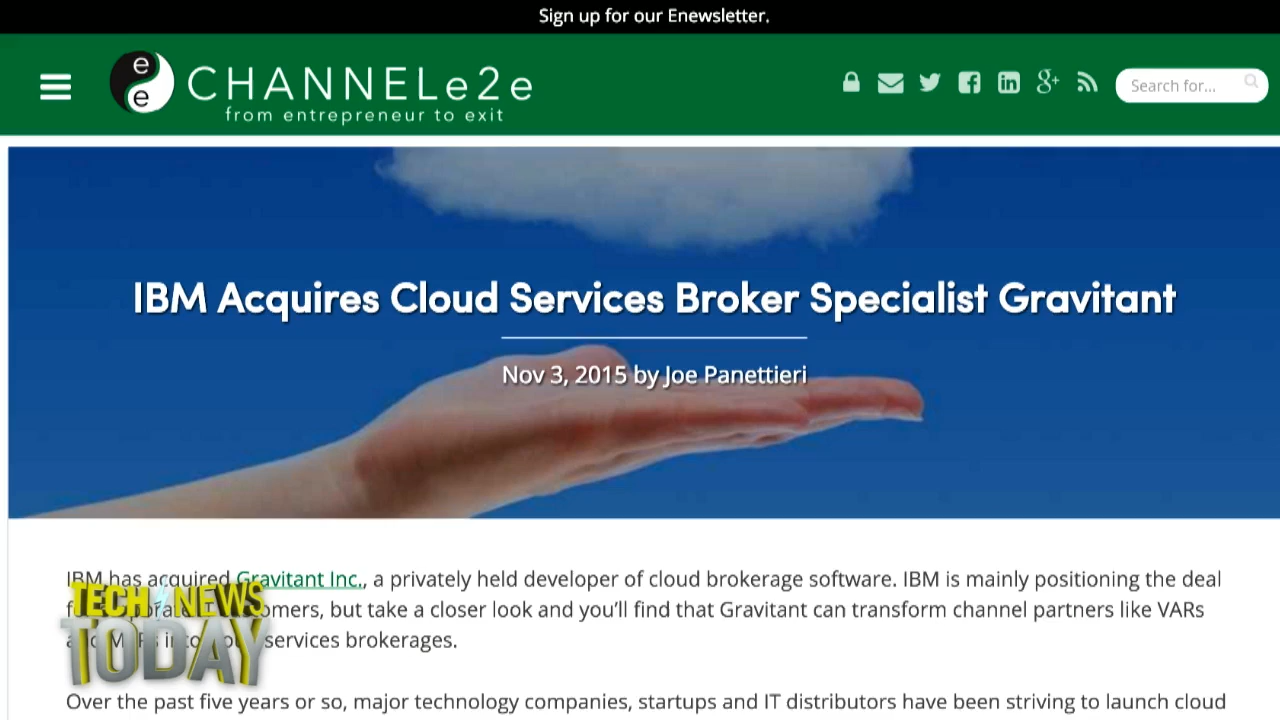 Sign up for our Enewsletter.
e
e
CHANNELe2e
from entrepreneur to exit
g+
Search for...
IBM Acquires Cloud Services Broker Specialist Gravitant
Nov 3, 2015 by Joe Panettieri
IBM has acquired Gravitant Inc., a privately held developer of cloud brokerage software. IBM is mainly positioning the deal
but take a closer look and you'll find that Gravitant can transform channel partners like VARs
services brokerages.
TECH NEWS
TODAY
Over the past five years or so, major technology companies, startups and IT distributors have been striving to launch cloud